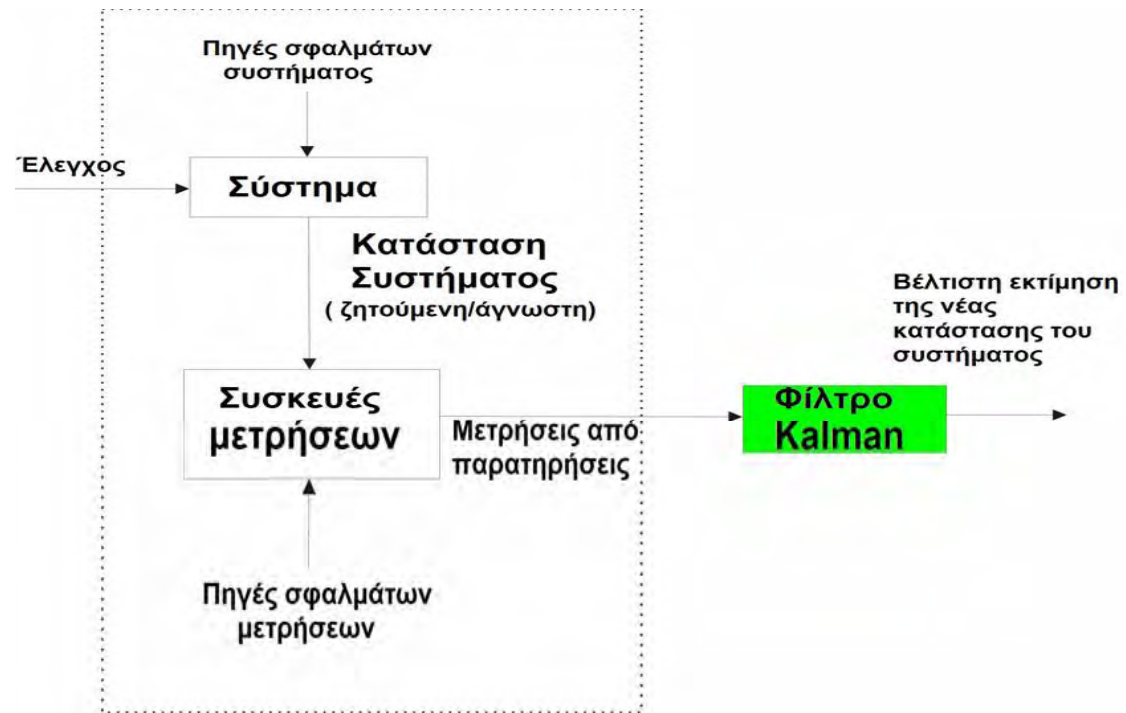 Πηγές σφαλμάτων
συστήματος
Έλεγχος
Σύστημα
Κατάσταση
Συστήματος
( ζητούμενη/άγνωστη)
Συσκευές
μετρήσεων
Μετρήσεις από
παρατηρήσεις
Πηγές σφαλμάτων
μετρήσεων
Φίλτρο
Kalman
Βέλτιστη εκτίμηση
της νέας
κατάστασης του
συστήματος